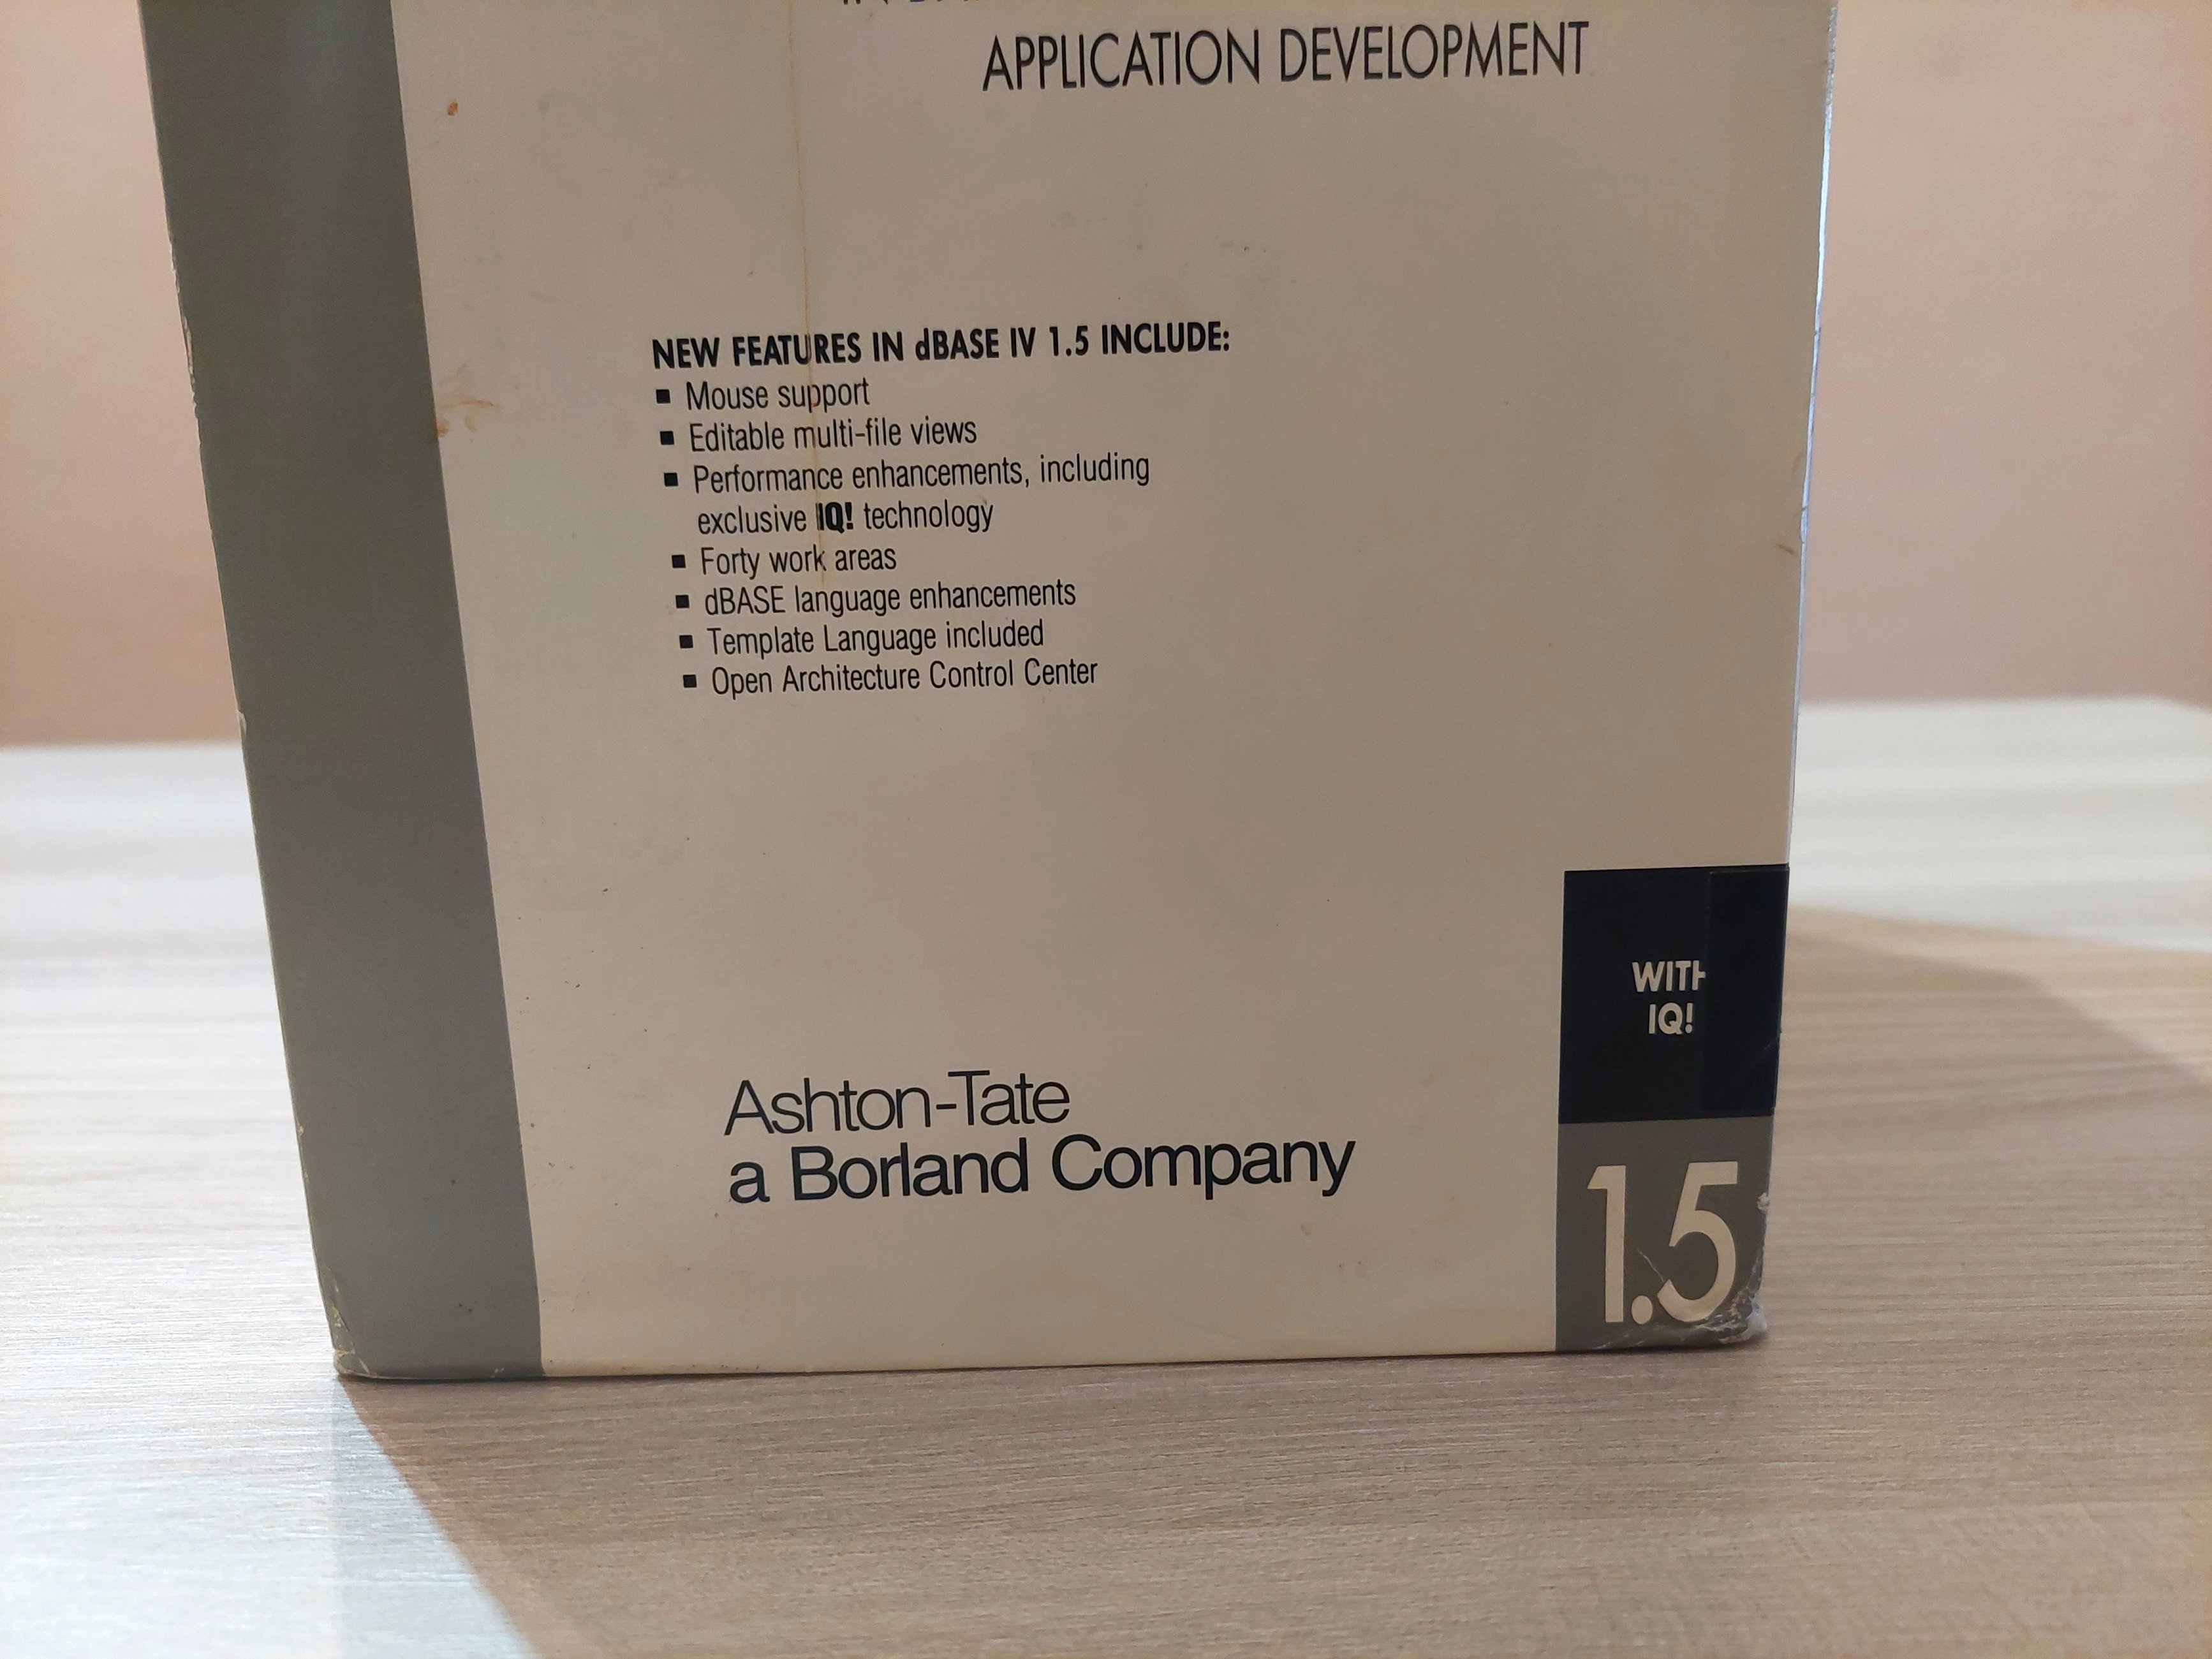 APPLICATION DEVELOPMENT
NEW FEATURES IN dBASE IV 1.5 INCLUDE:
▪ Mouse support
▪ Editable multi-file views
▪ Performance enhancements, including
exclusive IQ! technology
▪ Forty work areas
▪ dBASE language enhancements
▪ Template Language included
▪ Open Architecture Control Center
WITH
IQ!
Ashton-Tate
a Borland Company
1.5